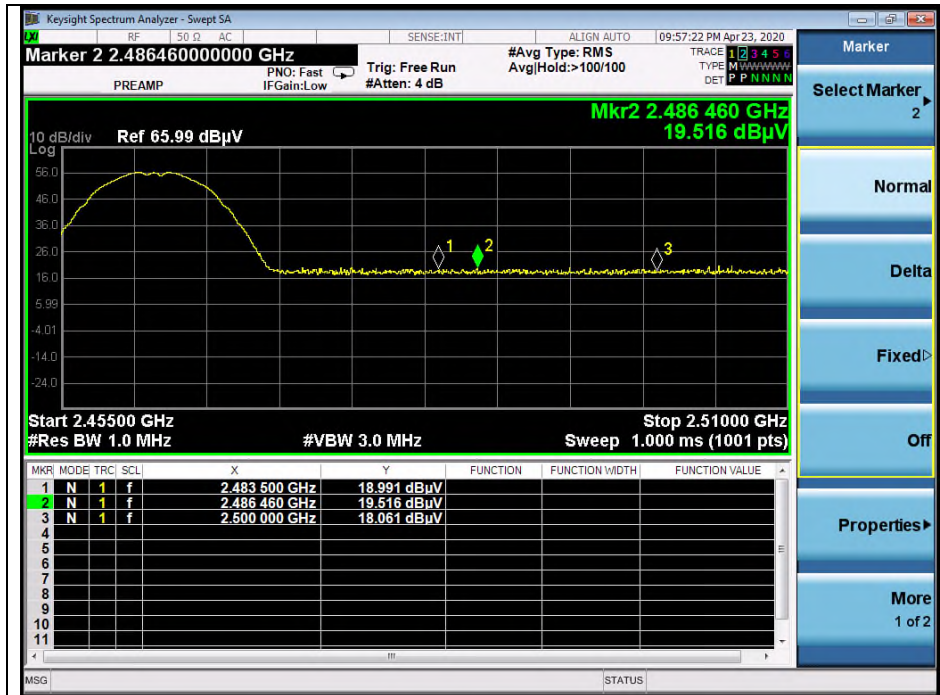 Keysight Spectrum Analyzer - Swept SA
LXI
RF
50 Ω
AC
SENSE:INT
ALIGN AUTO
09:57:22 PM Apr 23, 2020
Marker 2 2.486460000000 GHz
PREAMP
PNO: Fast
IFGain:Low
Trig: Free Run
#Atten: 4 dB
#Avg Type: RMS
Avg|Hold:>100/100
TRACE 1 2 3 4 5 6
TYPE M WWWWW
DET P P N N N N
Mkr2 2.486 460 GHz
19.516 dBµV
10 dB/div
Log
Ref 65.99 dBµV
56.0
46.0
36.0
26.0
16.0
5.99
-4.01
-14.0
-24.0
1
2
3
Start 2.45500 GHz
Stop 2.51000 GHz
#Res BW 1.0 MHz
#VBW 3.0 MHz
Sweep 1.000 ms (1001 pts)
MKR MODE TRC SCL X Y FUNCTION FUNCTION WIDTH FUNCTION VALUE
1 N 1 f 2.483 500 GHz 18.991 dBµV
2 N 1 f 2.486 460 GHz 19.516 dBµV
3 N 1 f 2.500 000 GHz 18.061 dBµV
4
5
6
7
8
9
10
11
MSG
STATUS
Marker
Select Marker
2
Normal
Delta
Fixed
Off
Properties
More
1 of 2